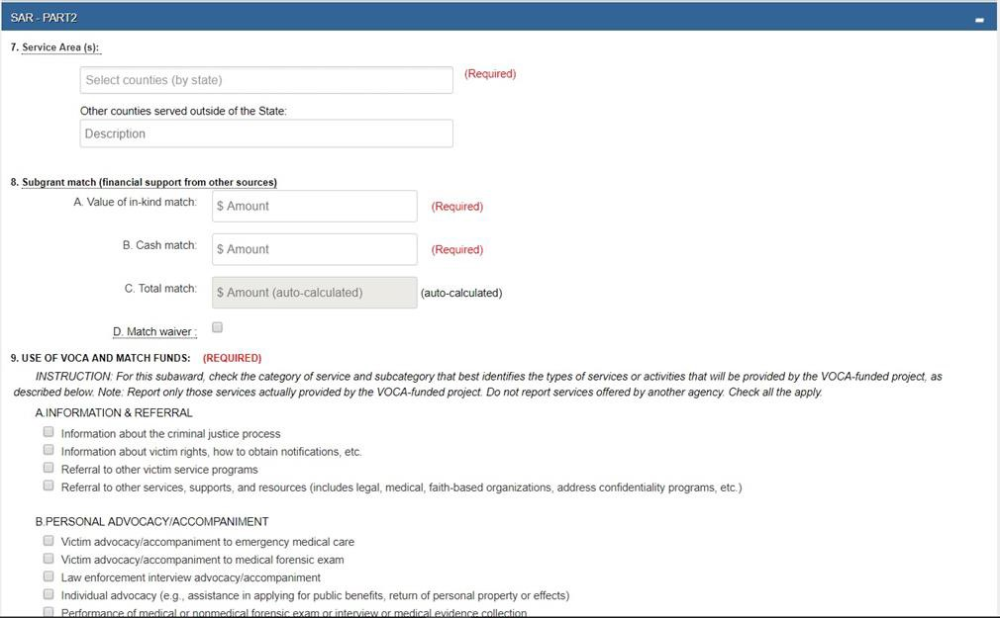 SAR - PART2
7. Service Area (s):
Select counties (by state)
(Required)
Other counties served outside of the State:
Description
8. Subgrant match (financial support from other sources)
A. Value of in-kind match:
$ Amount
(Required)
B. Cash match:
$ Amount
(Required)
C. Total match:
$ Amount (auto-calculated)
(auto-calculated)
D. Match waiver :
9. USE OF VOCA AND MATCH FUNDS: (REQUIRED)
INSTRUCTION: For this subaward, check the category of service and subcategory that best identifies the types of services or activities that will be provided by the VOCA-funded project, as
described below. Note: Report only those services actually provided by the VOCA-funded project. Do not report services offered by another agency. Check all the apply.
A.INFORMATION & REFERRAL
Information about the criminal justice process
Information about victim rights, how to obtain notifications, etc.
Referral to other victim service programs
Referral to other services, supports, and resources (includes legal, medical, faith-based organizations, address confidentiality programs, etc.)
B.PERSONAL ADVOCACY/ACCOMPANIMENT
Victim advocacy/accompaniment to emergency medical care
Victim advocacy/accompaniment to medical forensic exam
Law enforcement interview advocacy/accompaniment
Individual advocacy (e.g., assistance in applying for public benefits, return of personal property or effects)
Performance of medical or nonmedical forensic exam or interview or medical evidence collection